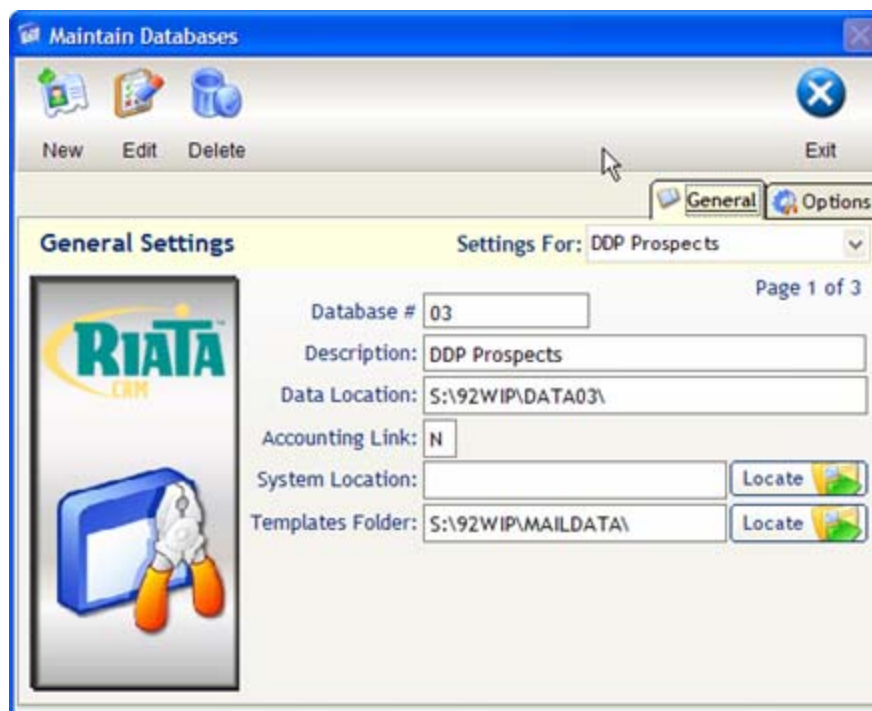 Maintain Databases
New Edit Delete Exit
General Options
General Settings Settings For: DDP Prospects
Page 1 of 3
RIATA™
CRM
Database # 03
Description: DDP Prospects
Data Location: S:\92WIP\DATA03\
Accounting Link: N
System Location: Locate
Templates Folder: S:\92WIP\MAILDATA\ Locate